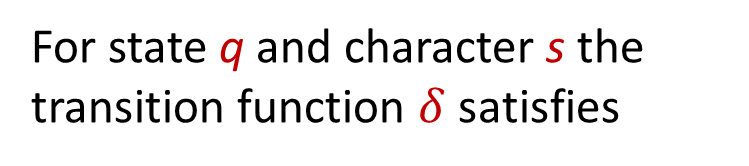 For state q and character s the
transition function δ satisfies